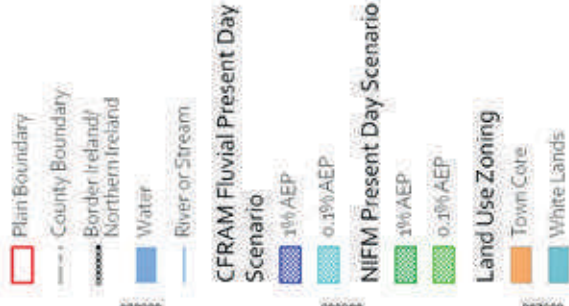 Plan Boundary
County Boundary
Border Ireland/
Northern Ireland
Water
River or Stream
CFRAM Fluvial Present Day
Scenario
1% AEP
0.1% AEP
NIFM Present Day Scenario
1% AEP
0.1% AEP
Land Use Zoning
Town Core
White Lands